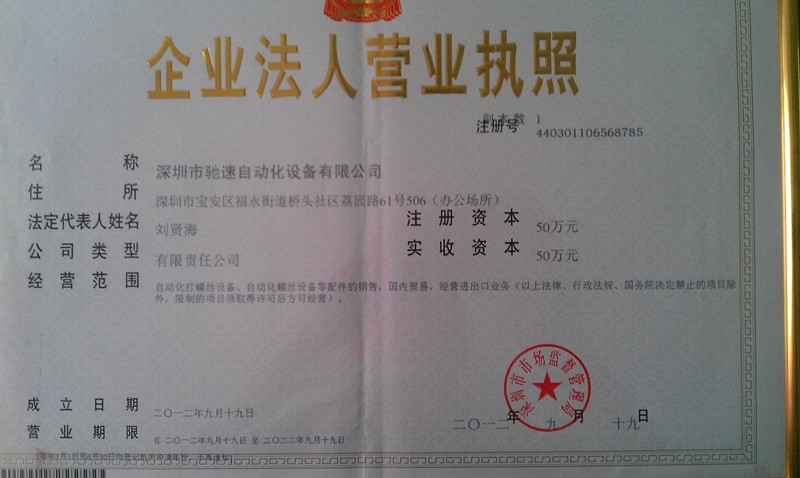 企业法人营业执照
副本数 1
注册号 440301106568785
名称 深圳市驰速自动化设备有限公司
住所 深圳市宝安区福永街道桥头社区荔园路61号506（办公场所）
法定代表人姓名 刘贤海 注册资本 50万元
公司类型 有限责任公司 实收资本 50万元
经营范围 自动化打螺丝设备、自动化螺丝设备零配件的销售，国内贸易，经营进出口业务（以上法律、行政法规、国务院决定禁止的项目除
外，限制的项目须取得许可后方可经营）。
深圳市市场监督管理局
成立日期 二〇一二年九月十九日
二〇一二年九月十九日
营业期限 自二〇一二年九月十九日至二〇二二年九月十九日